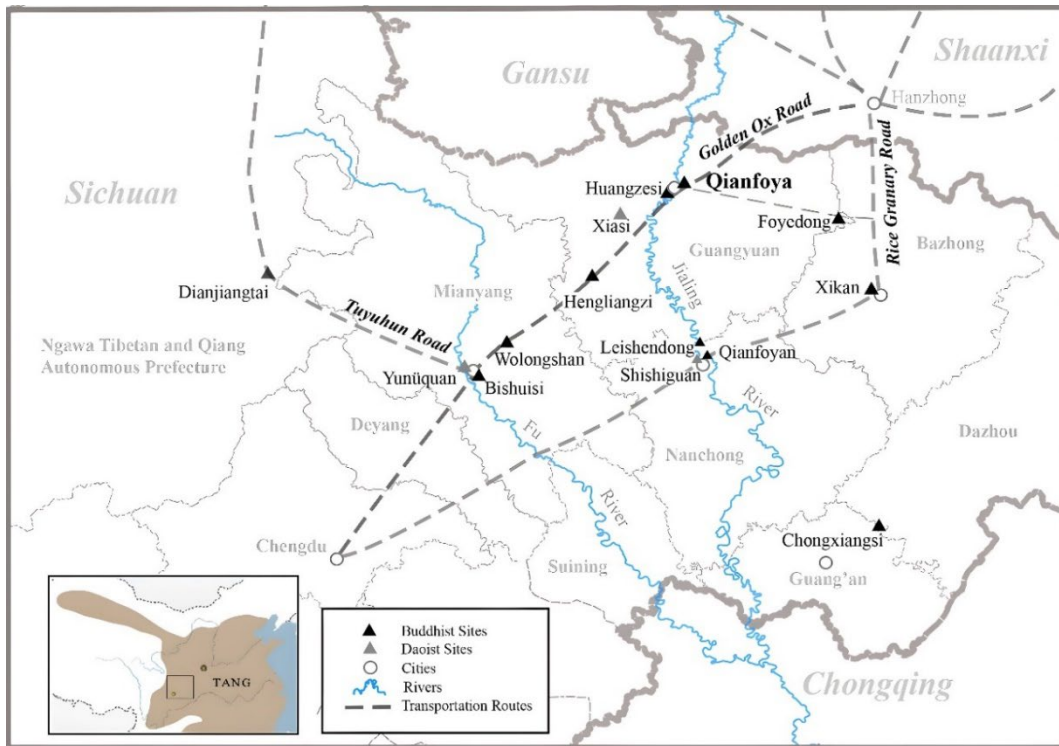 Gansu
Shaanxi
Hanzhong
Golden Ox Road
Sichuan
Huangzesi
Qianfoya
Rice Granary Road
Xiasi
Foyedong
Guangyuan
Bazhong
Dianjiangtai
Mianyang
Hengliangzi
Jialing
Xikan
Tuyuhun Road
Ngawa Tibetan and Qiang
Autonomous Prefecture
Wolongshan
Leishendong
Qianfoyan
Yunüquan
Bishuisi
Shishiguan
River
Deyang
Fu
Nanchong
Dazhou
River
Chengdu
Chongxiangsi
Suining
Guang'an
Chongqing
TANG
Buddhist Sites
Daoist Sites
Cities
Rivers
Transportation Routes